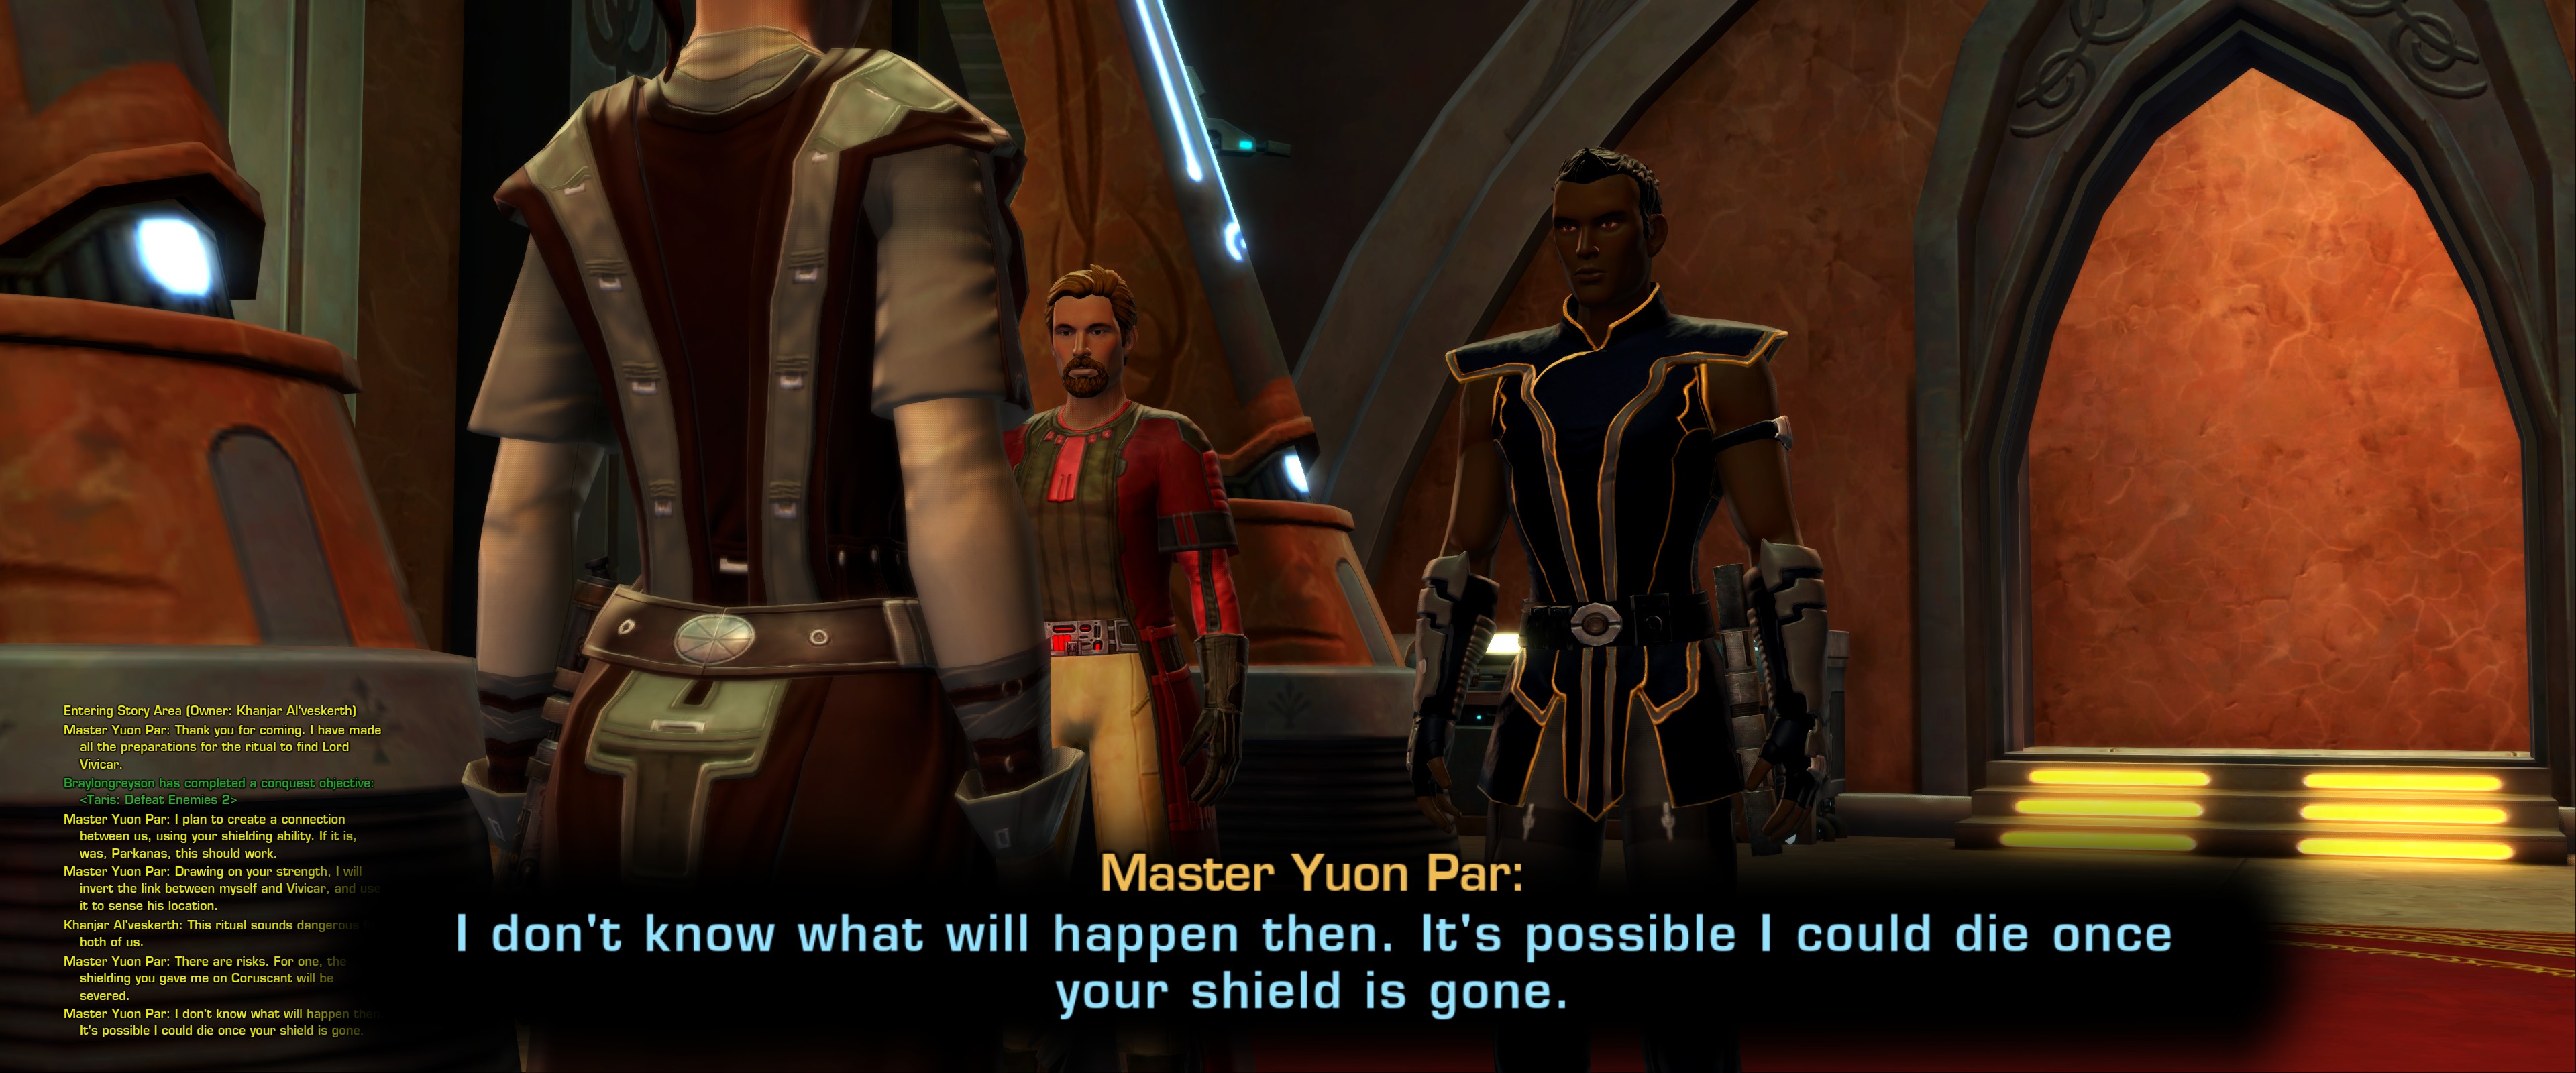 Entering Story Area (Owner: Khanjar Al'veskerth)
Master Yuon Par: Thank you for coming. I have made
all the preparations for the ritual to find Lord
Vivicar.
Braylongreyson has completed a conquest objective:
<Taris: Defeat Enemies 2>
Master Yuon Par: I plan to create a connection
between us, using your shielding ability. If it is,
was, Parkanas, this should work.
Master Yuon Par: Drawing on your strength, I will
invert the link between myself and Vivicar, and use
it to sense his location.
Khanjar Al'veskerth: This ritual sounds dangerous
both of us.
Master Yuon Par: There are risks. For one, the
shielding you gave me on Coruscant will be
severed.
Master Yuon Par: I don't know what will happen then.
It's possible I could die once your shield is gone.
Master Yuon Par:
I don't know what will happen then. It's possible I could die once
your shield is gone.